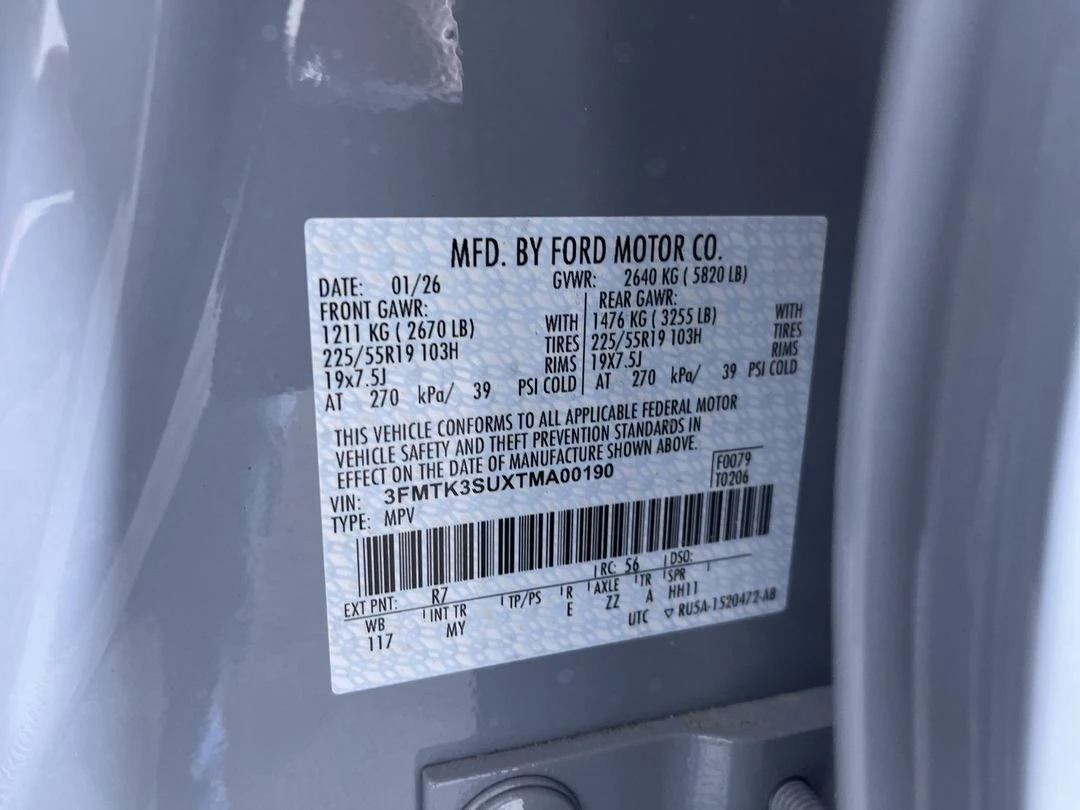 MFD. BY FORD MOTOR CO.
DATE: 01/26 GVWR: 2640 KG ( 5820 LB)
FRONT GAWR: REAR GAWR:
1211 KG ( 2670 LB) WITH 1476 KG ( 3255 LB) WITH
225/55R19 103H TIRES 225/55R19 103H TIRES
19x7.5J RIMS 19X7.5J RIMS
AT 270 kPa/ 39 PSI COLD AT 270 kPa/ 39 PSI COLD
THIS VEHICLE CONFORMS TO ALL APPLICABLE FEDERAL MOTOR
VEHICLE SAFETY AND THEFT PREVENTION STANDARDS IN
EFFECT ON THE DATE OF MANUFACTURE SHOWN ABOVE.
VIN: 3FMTK3SUXTMA00190 F0079
TYPE: MPV T0206
EXT PNT: R7 RC: 56 DSO:
WB INT TR TP/PS R AXLE TR SPR
117 MY E ZZ A HH11
UTC ▽ RU5A-1520472-AB